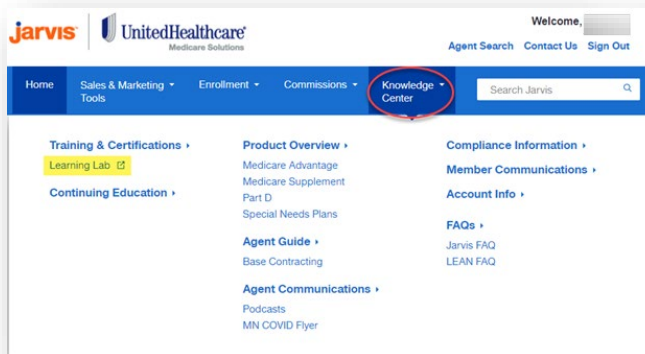 jarvis
UnitedHealthcare®
Medicare Solutions
Welcome,
Agent Search Contact Us Sign Out
Home
Sales & Marketing
Tools
Enrollment
Commissions
Knowledge
Center
Search Jarvis
Training & Certifications
Learning Lab
Continuing Education
Product Overview
Medicare Advantage
Medicare Supplement
Part D
Special Needs Plans
Agent Guide
Base Contracting
Agent Communications
Podcasts
MN COVID Flyer
Compliance Information
Member Communications
Account Info
FAQs
Jarvis FAQ
LEAN FAQ